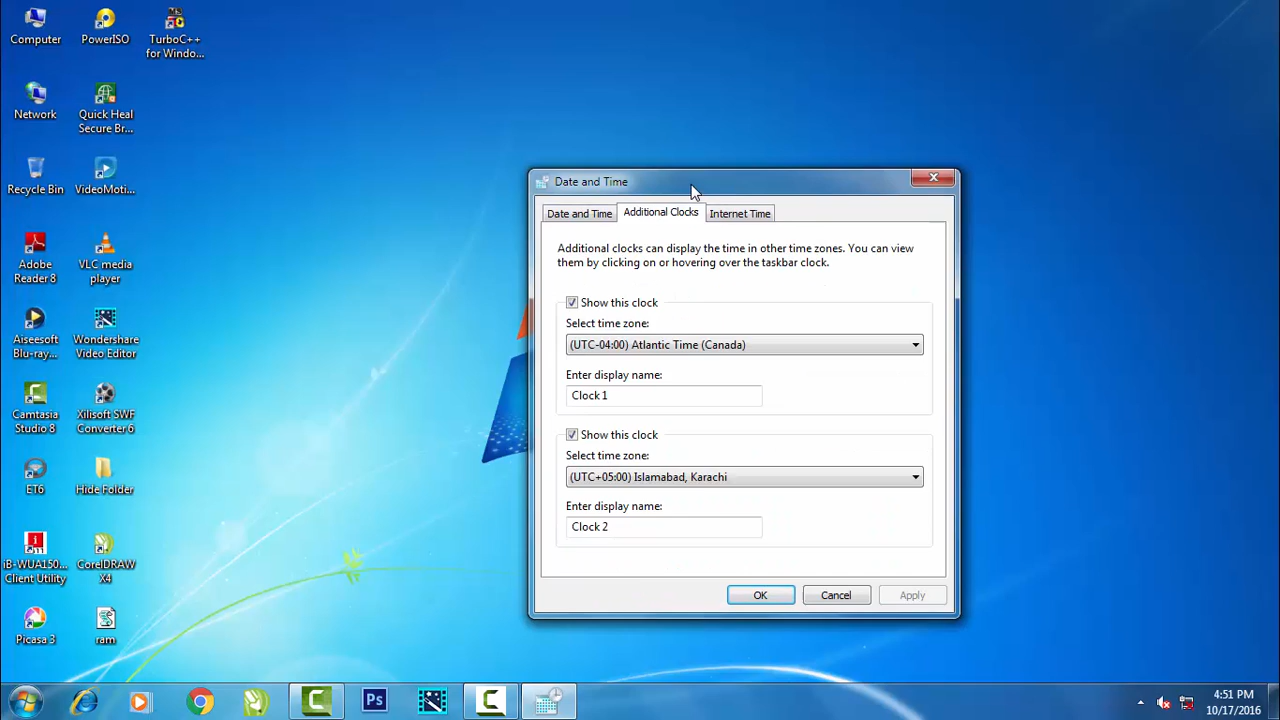 Computer
PowerISO
TurboC++
for Windo...
Network
Quick Heal
Secure Br...
Recycle Bin
VideoMoti...
Adobe
Reader 8
VLC media
player
Aiseesoft
Blu-ray...
Wondershare
Video Editor
Camtasia
Studio 8
Xilisoft SWF
Converter 6
ET6
Hide Folder
iB-WUA150...
Client Utility
CorelDRAW
X4
Picasa 3
ram
Date and Time
Date and Time
Additional Clocks
Internet Time
Additional clocks can display the time in other time zones. You can view
them by clicking on or hovering over the taskbar clock.
Show this clock
Select time zone:
(UTC-04:00) Atlantic Time (Canada)
Enter display name:
Clock 1
Show this clock
Select time zone:
(UTC+05:00) Islamabad, Karachi
Enter display name:
Clock 2
OK
Cancel
Apply
Ps
4:51 PM
10/17/2016